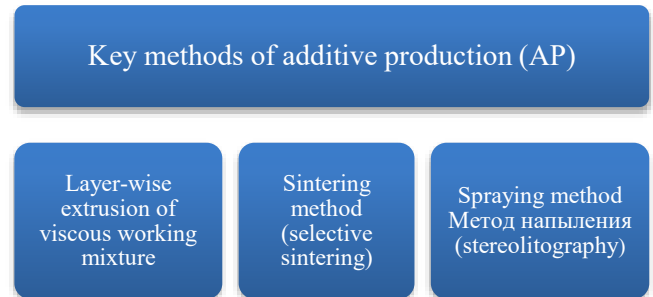 Key methods of additive production (AP)
Layer-wise
extrusion of
viscous working
mixture
Sintering
method
(selective
sintering)
Spraying method
Метод напыления
(stereolitography)